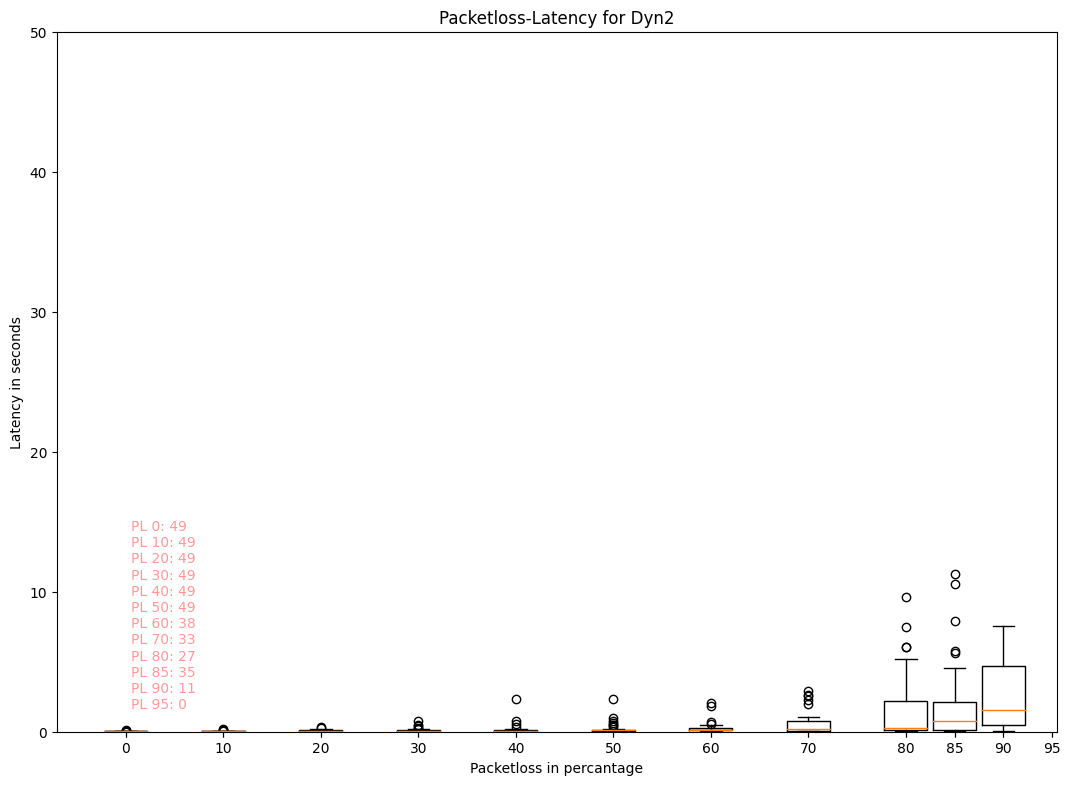 Packetloss-Latency for Dyn2
50
40
30
20
10
0
Latency in seconds
PL 0: 49
PL 10: 49
PL 20: 49
PL 30: 49
PL 40: 49
PL 50: 49
PL 60: 38
PL 70: 33
PL 80: 27
PL 85: 35
PL 90: 11
PL 95: 0
0 10 20 30 40 50 60 70 80 85 90 95
Packetloss in percantage